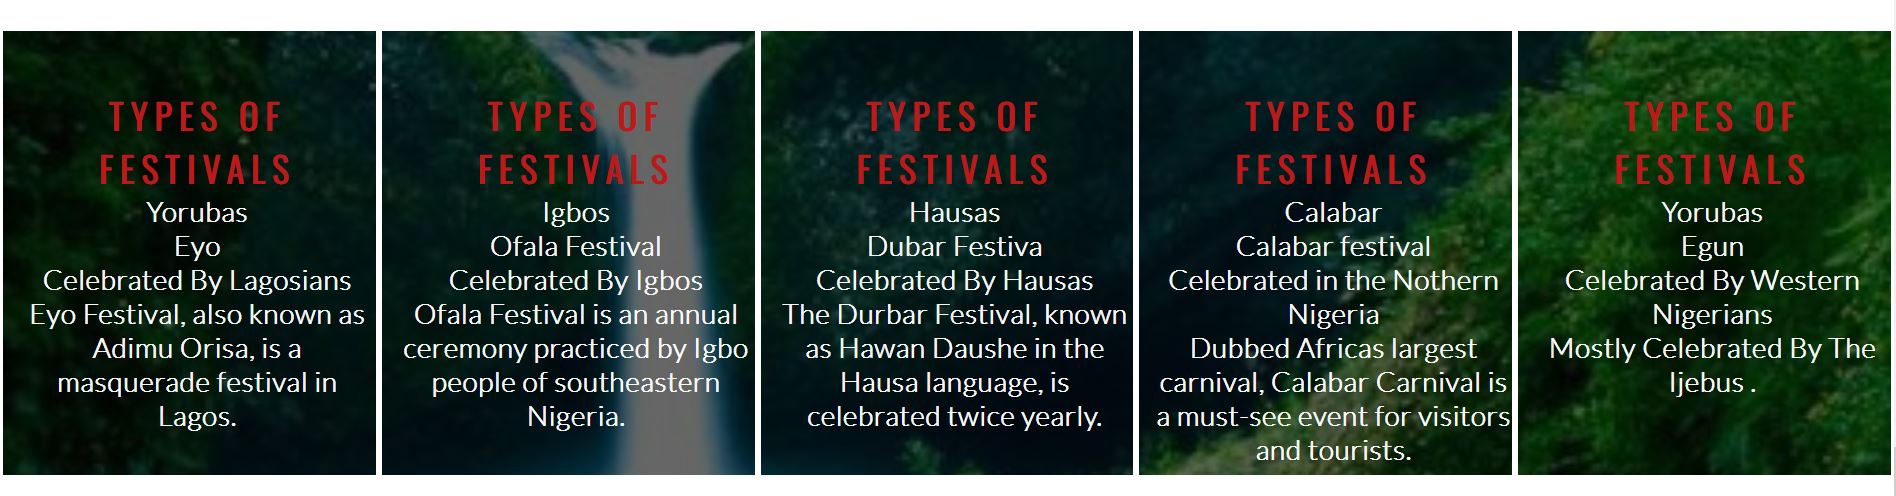 TYPES OF
FESTIVALS
Yorubas
Eyo
Celebrated By Lagosians
Eyo Festival, also known as
Adimu Orisa, is a
masquerade festival in
Lagos.
TYPES OF
FESTIVALS
Igbos
Ofala Festival
Celebrated By Igbos
Ofala Festival is an annual
ceremony practiced by Igbo
people of southeastern
Nigeria.
TYPES OF
FESTIVALS
Hausas
Dubar Festiva
Celebrated By Hausas
The Durbar Festival, known
as Hawan Daushe in the
Hausa language, is
celebrated twice yearly.
TYPES OF
FESTIVALS
Calabar
Calabar festival
Celebrated in the Nothern
Nigeria
Dubbed Africas largest
carnival, Calabar Carnival is
a must-see event for visitors
and tourists.
TYPES OF
FESTIVALS
Yorubas
Egun
Celebrated By Western
Nigerians
Mostly Celebrated By The
Ijebus .